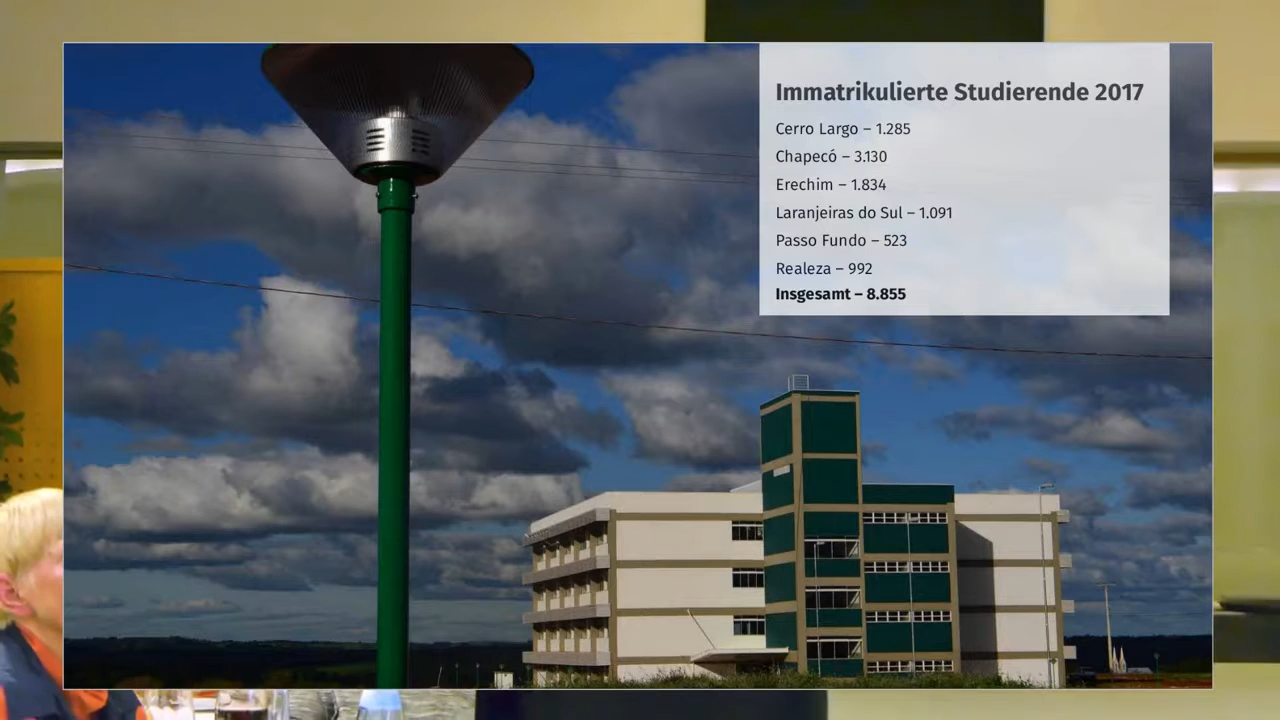 Immatrikulierte Studierende 2017
Cerro Largo – 1.285
Chapecó – 3.130
Erechim – 1.834
Laranjeiras do Sul – 1.091
Passo Fundo – 523
Realeza – 992
Insgesamt – 8.855